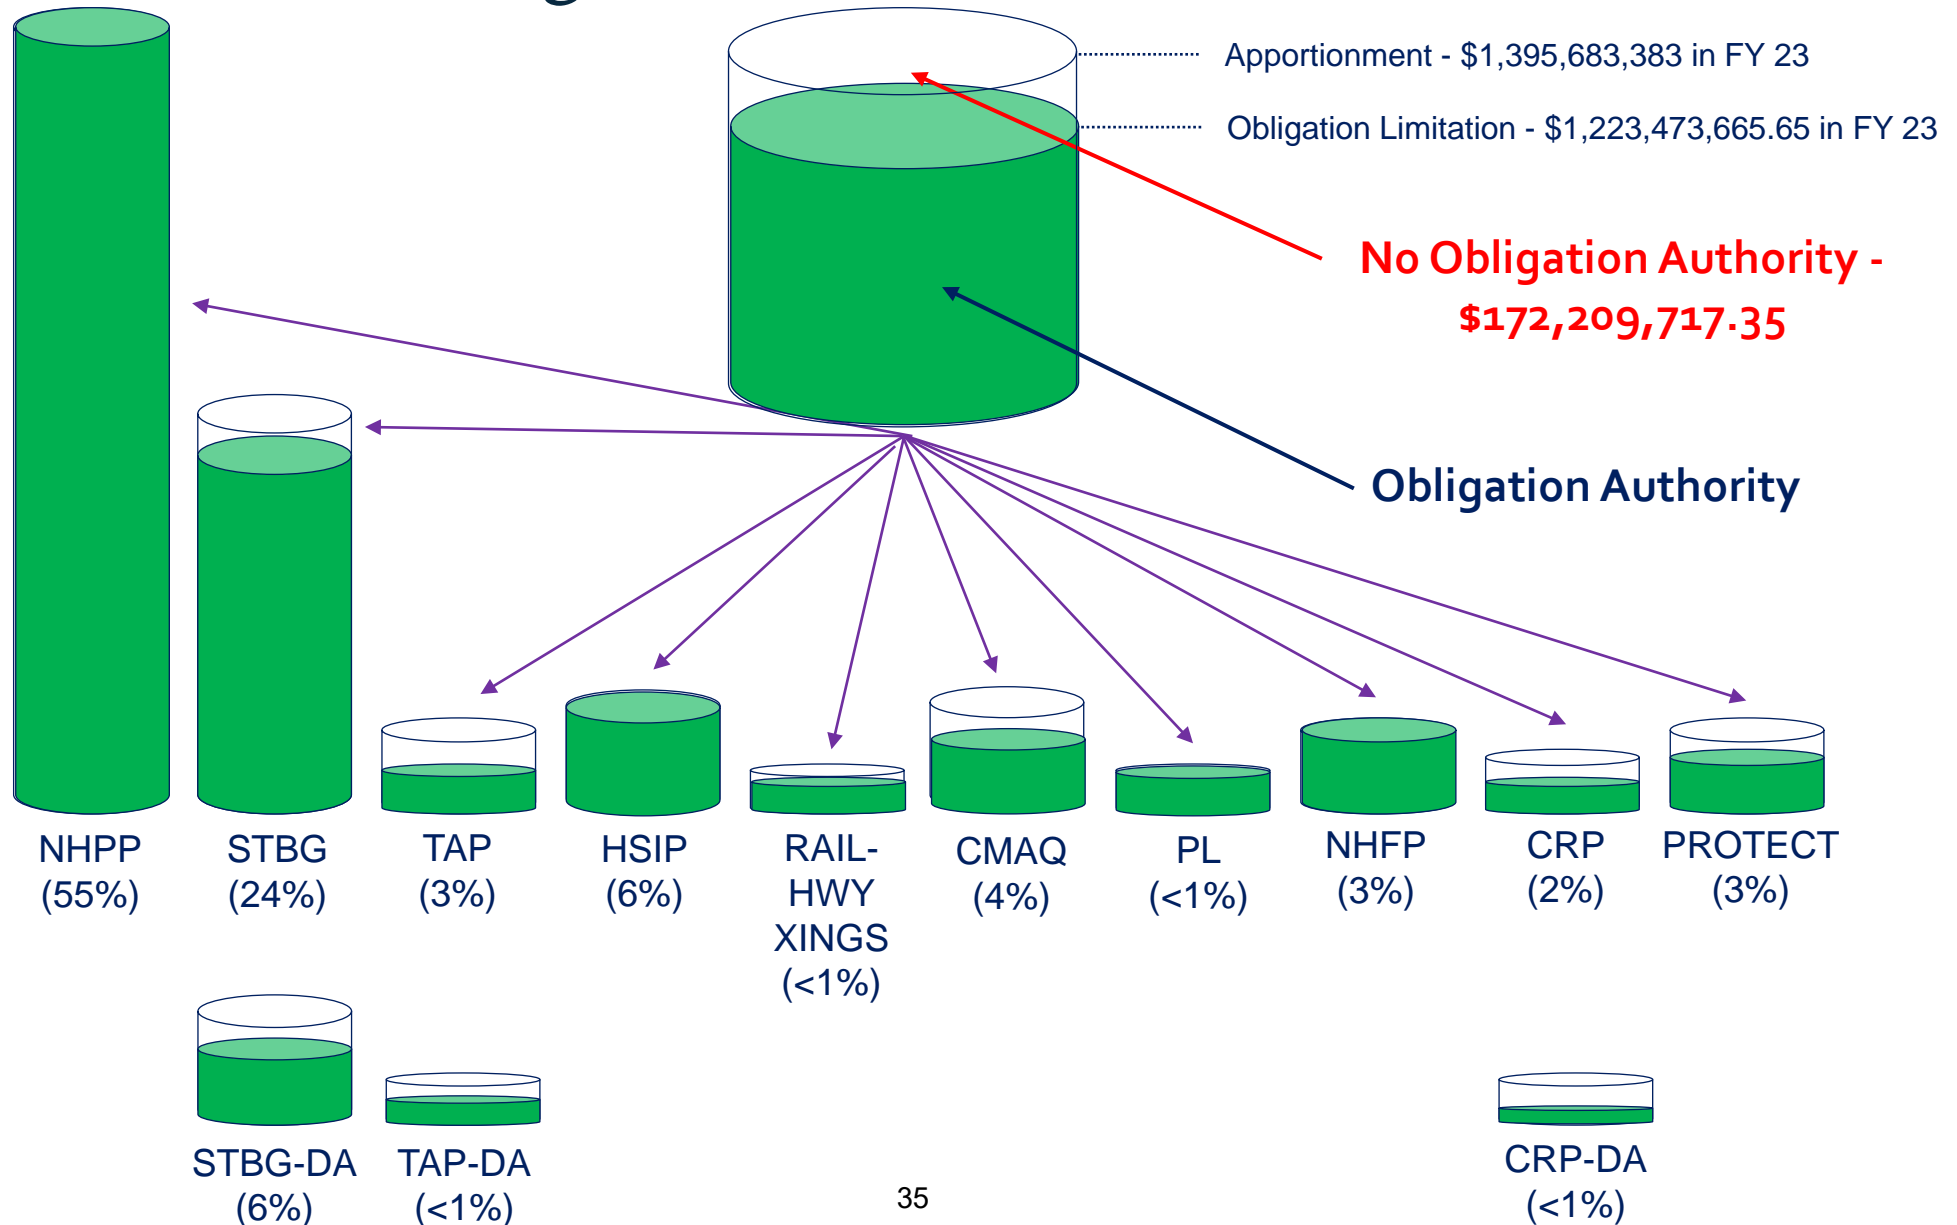 Apportionment - $1,395,683,383 in FY 23
Obligation Limitation - $1,223,473,665.65 in FY 23
No Obligation Authority -
$172,209,717.35
Obligation Authority
NHPP
(55%)
STBG
(24%)
TAP
(3%)
HSIP
(6%)
RAIL-
HWY
XINGS
(<1%)
CMAQ
(4%)
PL
(<1%)
NHFP
(3%)
CRP
(2%)
PROTECT
(3%)
STBG-DA
(6%)
TAP-DA
(<1%)
CRP-DA
(<1%)
35